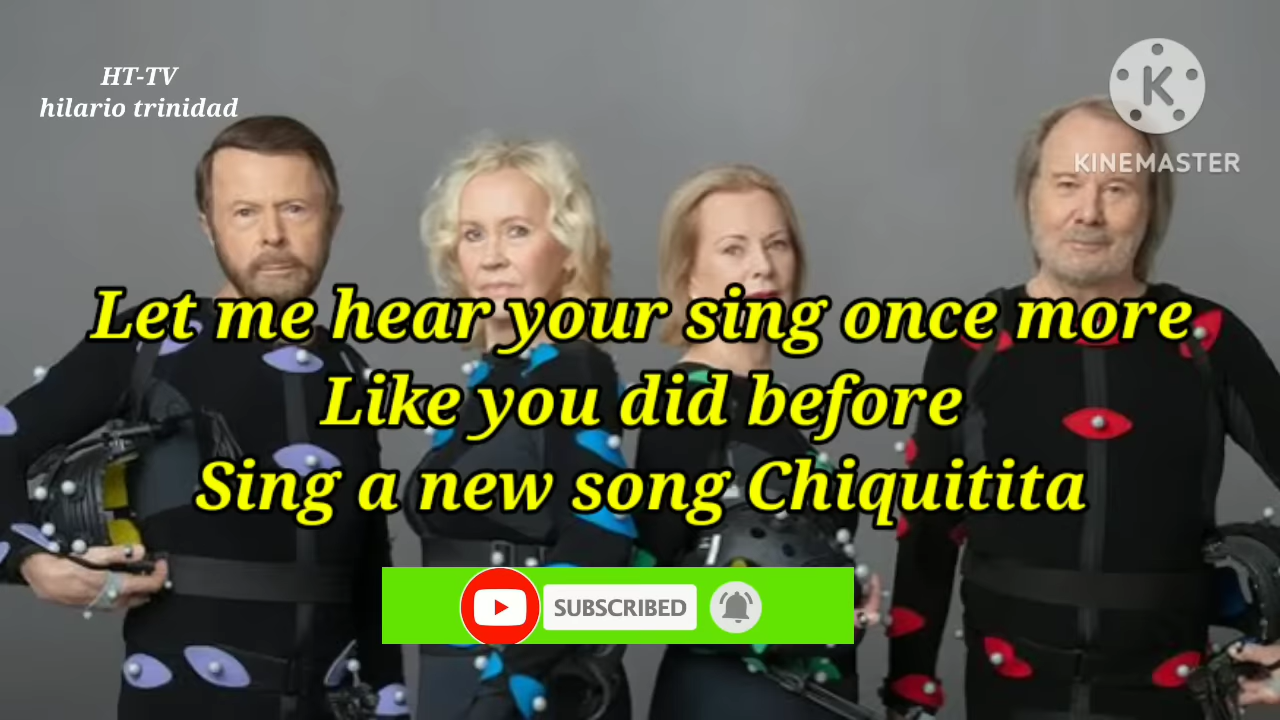 HT-TV
hilario trinidad
KINEMASTER
Let me hear your sing once more
Like you did before
Sing a new song Chiquitita
SUBSCRIBED